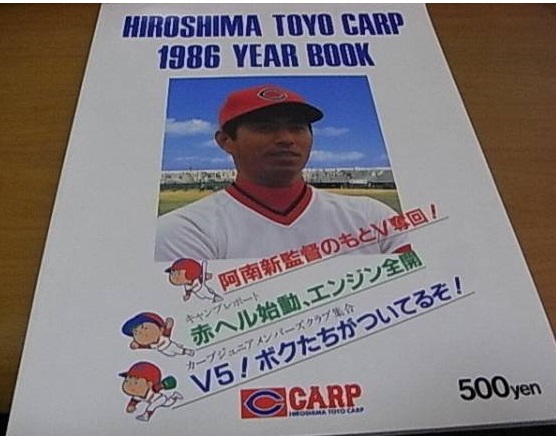 HIROSHIMA TOYO CARP
1986 YEAR BOOK
C
阿南新監督のもとV奪回!
キャンプレポート
赤ヘル始動、エンジン全開
カープジュニアメンバーズクラブ集合
V5!ボクたちがついてるぞ!
C CARP
HIROSHIMA TOYO CARP
500yen